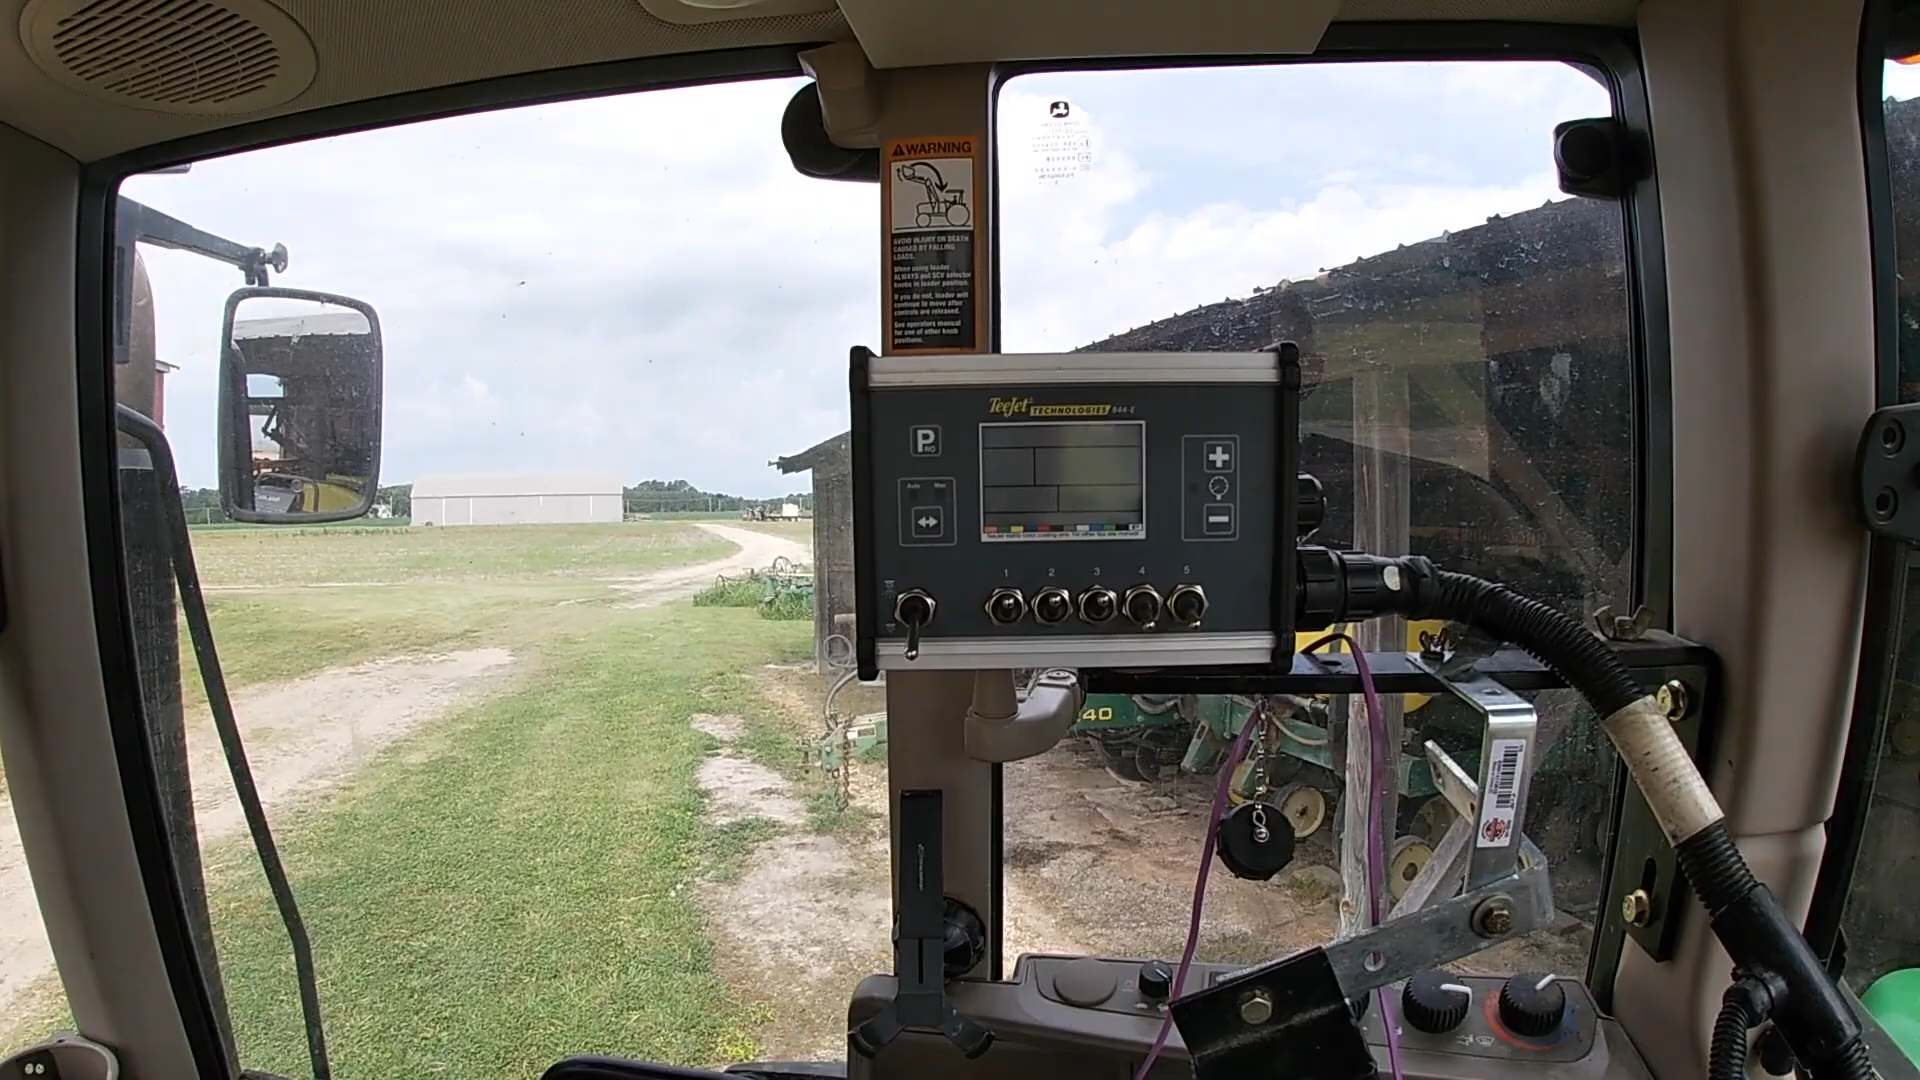 WARNING
AVOID INJURY OR DEATH
CAUSED BY FALLING
LOADS.
When using loader
ALWAYS put SCV selector
knobs in loader position.
If you do not, loader will
continue to move after
controls are released.
See operators manual
for use of other knob
positions.
TeeJet TECHNOLOGIES 844-E
PRO
Auto Man
1 2 3 4 5
40